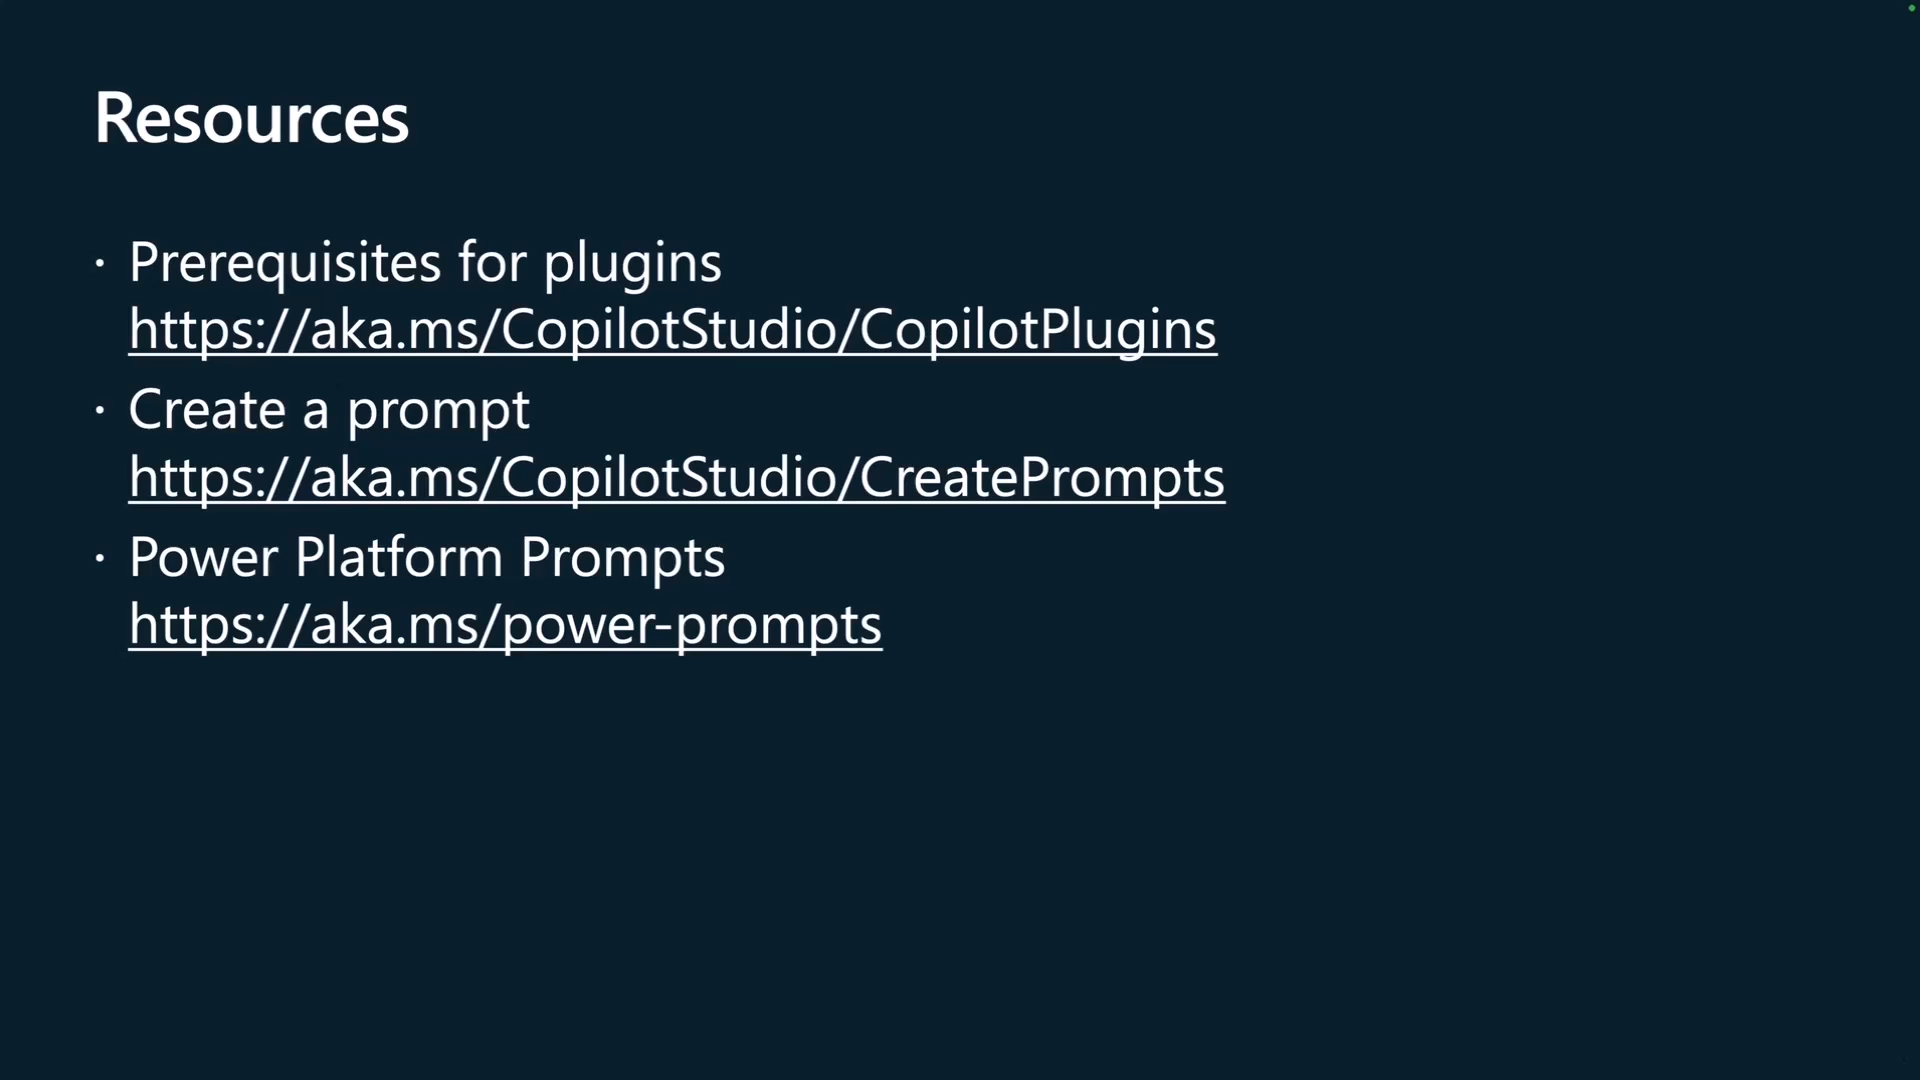 Resources
• Prerequisites for plugins
https://aka.ms/CopilotStudio/CopilotPlugins
• Create a prompt
https://aka.ms/CopilotStudio/CreatePrompts
• Power Platform Prompts
https://aka.ms/power-prompts